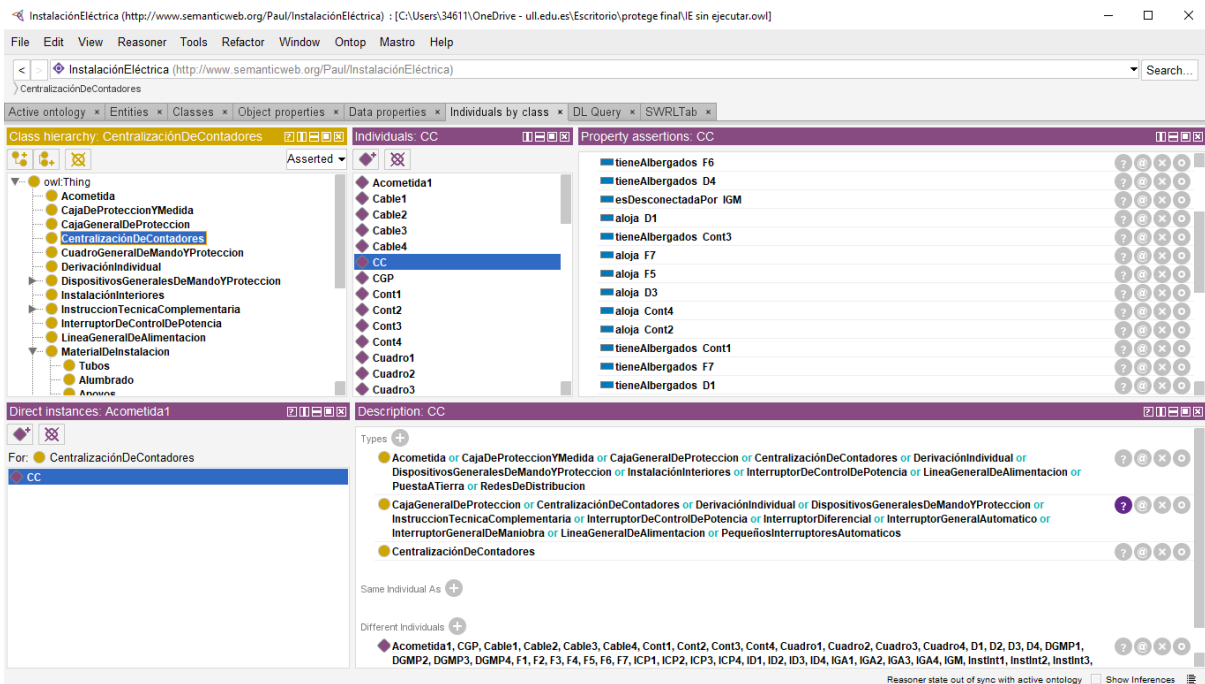 InstalaciónEléctrica (http://www.semanticweb.org/Paul/InstalaciónEléctrica) : [C:\Users\34611\OneDrive - ull.edu.es\Escritorio\protege final\IE sin ejecutar.owl]
File Edit View Reasoner Tools Refactor Window Ontop Mastro Help
< > InstalaciónEléctrica (http://www.semanticweb.org/Paul/InstalaciónEléctrica) Search...
CentralizaciónDeContadores
Active ontology × Entities × Classes × Object properties × Data properties × Individuals by class × DL Query × SWRLTab ×
Class hierarchy: CentralizaciónDeContadores
Asserted
owl:Thing
Acometida
CajaDeProteccionYMedida
CajaGeneralDeProteccion
CentralizaciónDeContadores
CuadroGeneralDeMandoYProteccion
DerivaciónIndividual
DispositivosGeneralesDeMandoYProteccion
InstalaciónInteriores
InstruccionTecnicaComplementaria
InterruptorDeControlDePotencia
LineaGeneralDeAlimentacion
MaterialDeInstalacion
Tubos
Alumbrado
Apoyos
Individuals: CC
Acometida1
Cable1
Cable2
Cable3
Cable4
CC
CGP
Cont1
Cont2
Cont3
Cont4
Cuadro1
Cuadro2
Cuadro3
Property assertions: CC
tieneAlbergados F6
tieneAlbergados D4
esDesconectadaPor IGM
aloja D1
tieneAlbergados Cont3
aloja F7
aloja F5
aloja D3
aloja Cont4
aloja Cont2
tieneAlbergados Cont1
tieneAlbergados F7
tieneAlbergados D1
Direct instances: Acometida1
For: CentralizaciónDeContadores
CC
Description: CC
Types
Acometida or CajaDeProteccionYMedida or CajaGeneralDeProteccion or CentralizaciónDeContadores or DerivaciónIndividual or
DispositivosGeneralesDeMandoYProteccion or InstalaciónInteriores or InterruptorDeControlDePotencia or LineaGeneralDeAlimentacion or
PuestaATierra or RedesDeDistribucion
CajaGeneralDeProteccion or CentralizaciónDeContadores or DerivaciónIndividual or DispositivosGeneralesDeMandoYProteccion or
InstruccionTecnicaComplementaria or InterruptorDeControlDePotencia or InterruptorDiferencial or InterruptorGeneralAutomatico or
InterruptorGeneralDeManiobra or LineaGeneralDeAlimentacion or PequeñosInterruptoresAutomaticos
CentralizaciónDeContadores
Same Individual As
Different Individuals
Acometida1, CGP, Cable1, Cable2, Cable3, Cable4, Cont1, Cont2, Cont3, Cont4, Cuadro1, Cuadro2, Cuadro3, Cuadro4, D1, D2, D3, D4, DGMP1,
DGMP2, DGMP3, DGMP4, F1, F2, F3, F4, F5, F6, F7, ICP1, ICP2, ICP3, ICP4, ID1, ID2, ID3, ID4, IGA1, IGA2, IGA3, IGA4, IGM, InstInt1, InstInt2, InstInt3,
Reasoner state out of sync with active ontology Show Inferences